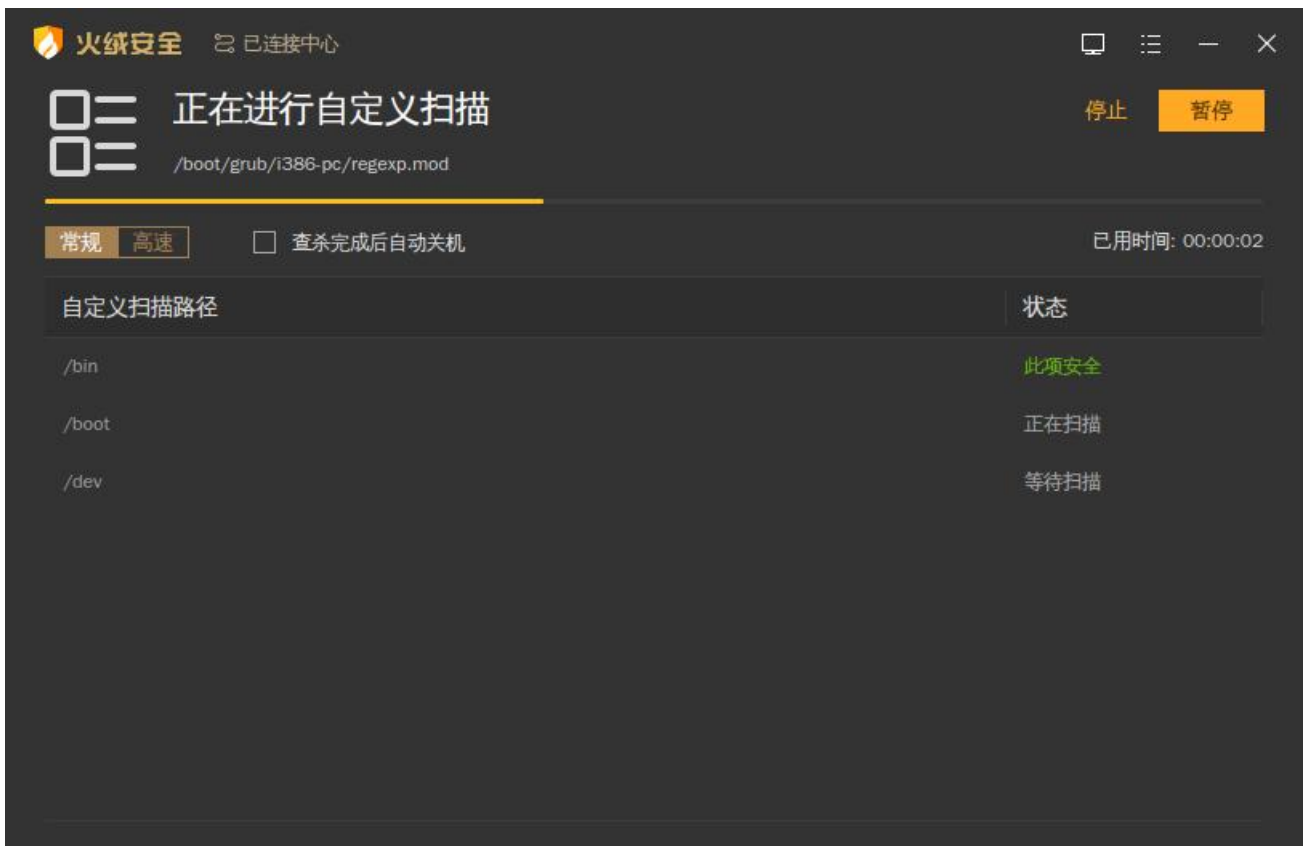 火绒安全 已连接中心
正在进行自定义扫描
停止 暂停
/boot/grub/i386-pc/regexp.mod
常规 高速 查杀完成后自动关机 已用时间: 00:00:02
自定义扫描路径 状态
/bin 此项安全
/boot 正在扫描
/dev 等待扫描